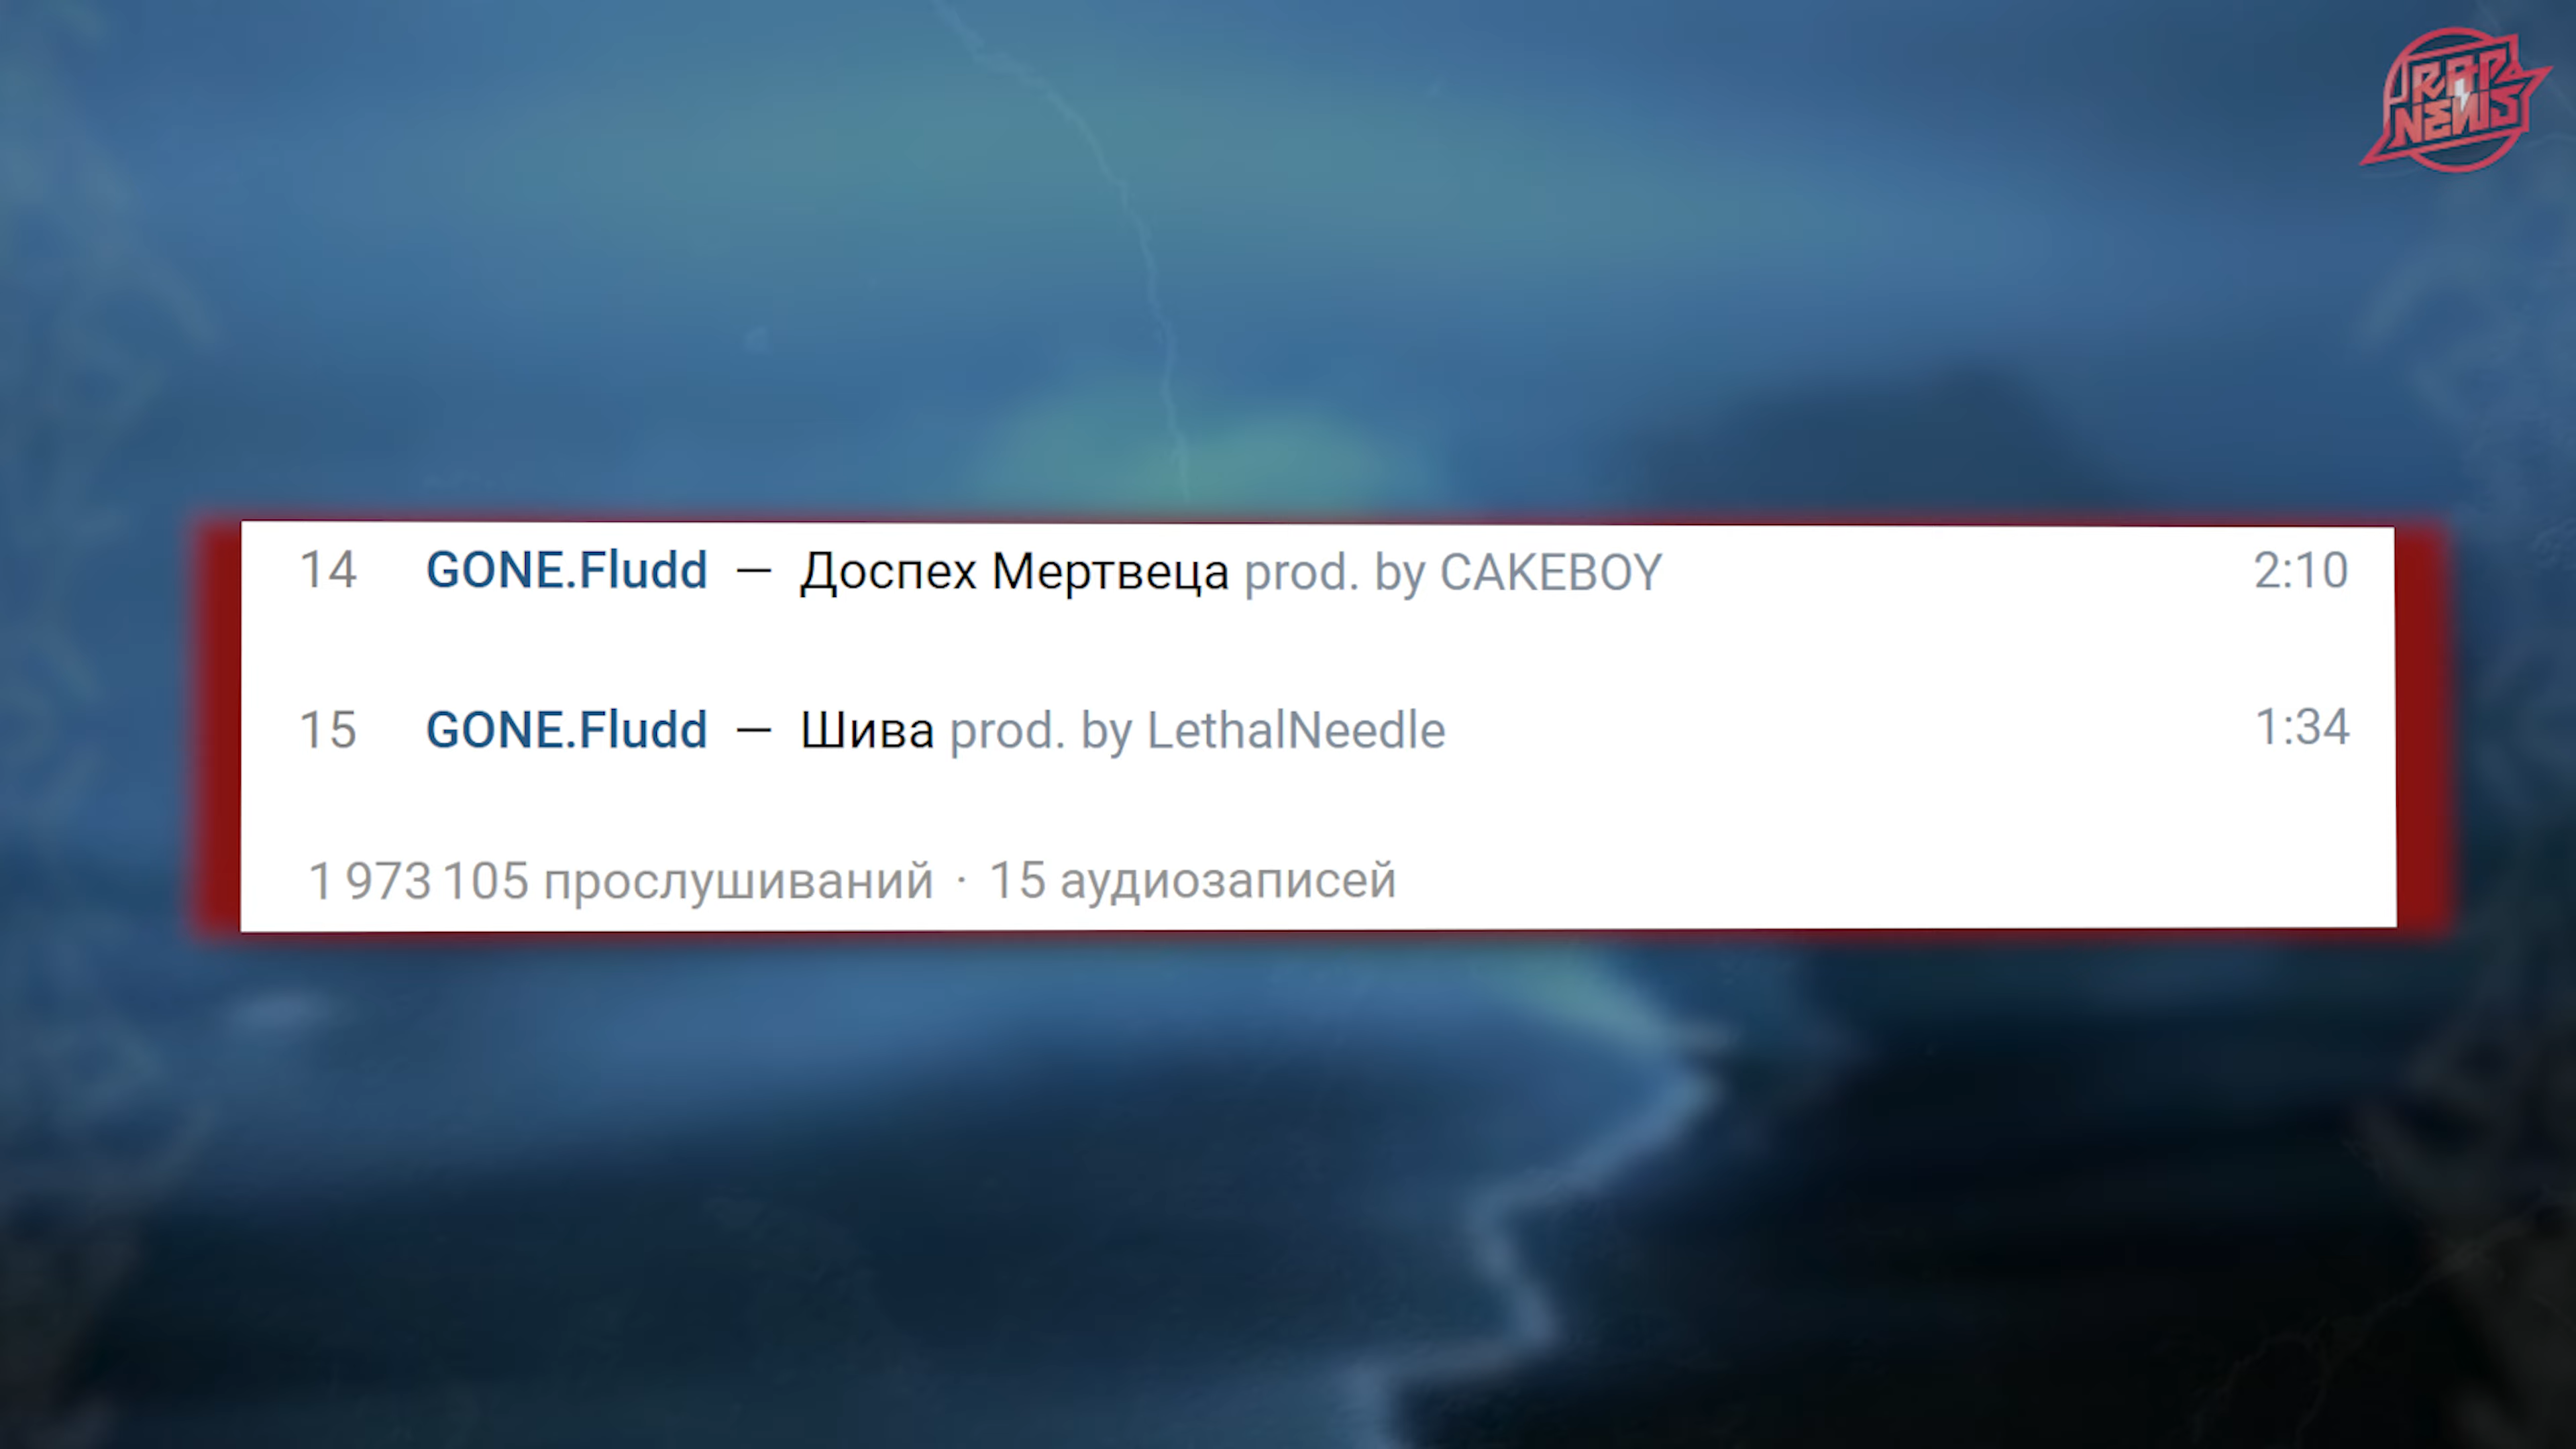 RAP
NEWS
14 GONE.Fludd — Доспех Мертвеца prod. by CAKEBOY 2:10
15 GONE.Fludd — Шива prod. by LethalNeedle 1:34
1 973 105 прослушиваний · 15 аудиозаписей